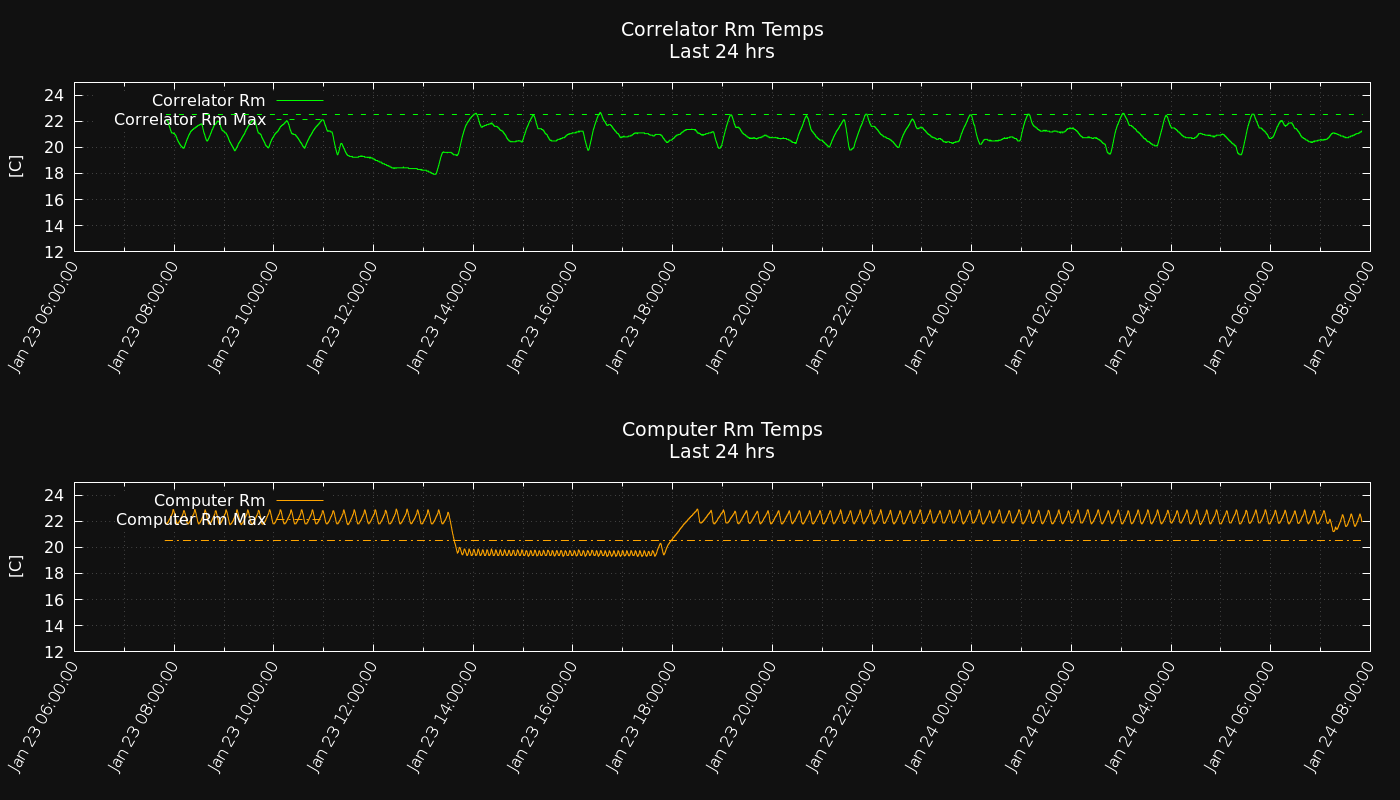 Correlator Rm Temps
Last 24 hrs
Correlator Rm
Correlator Rm Max
[C]
24
22
20
18
16
14
12
Jan 23 06:00:00
Jan 23 08:00:00
Jan 23 10:00:00
Jan 23 12:00:00
Jan 23 14:00:00
Jan 23 16:00:00
Jan 23 18:00:00
Jan 23 20:00:00
Jan 23 22:00:00
Jan 24 00:00:00
Jan 24 02:00:00
Jan 24 04:00:00
Jan 24 06:00:00
Jan 24 08:00:00
Computer Rm Temps
Last 24 hrs
Computer Rm
Computer Rm Max
[C]
24
22
20
18
16
14
12
Jan 23 06:00:00
Jan 23 08:00:00
Jan 23 10:00:00
Jan 23 12:00:00
Jan 23 14:00:00
Jan 23 16:00:00
Jan 23 18:00:00
Jan 23 20:00:00
Jan 23 22:00:00
Jan 24 00:00:00
Jan 24 02:00:00
Jan 24 04:00:00
Jan 24 06:00:00
Jan 24 08:00:00